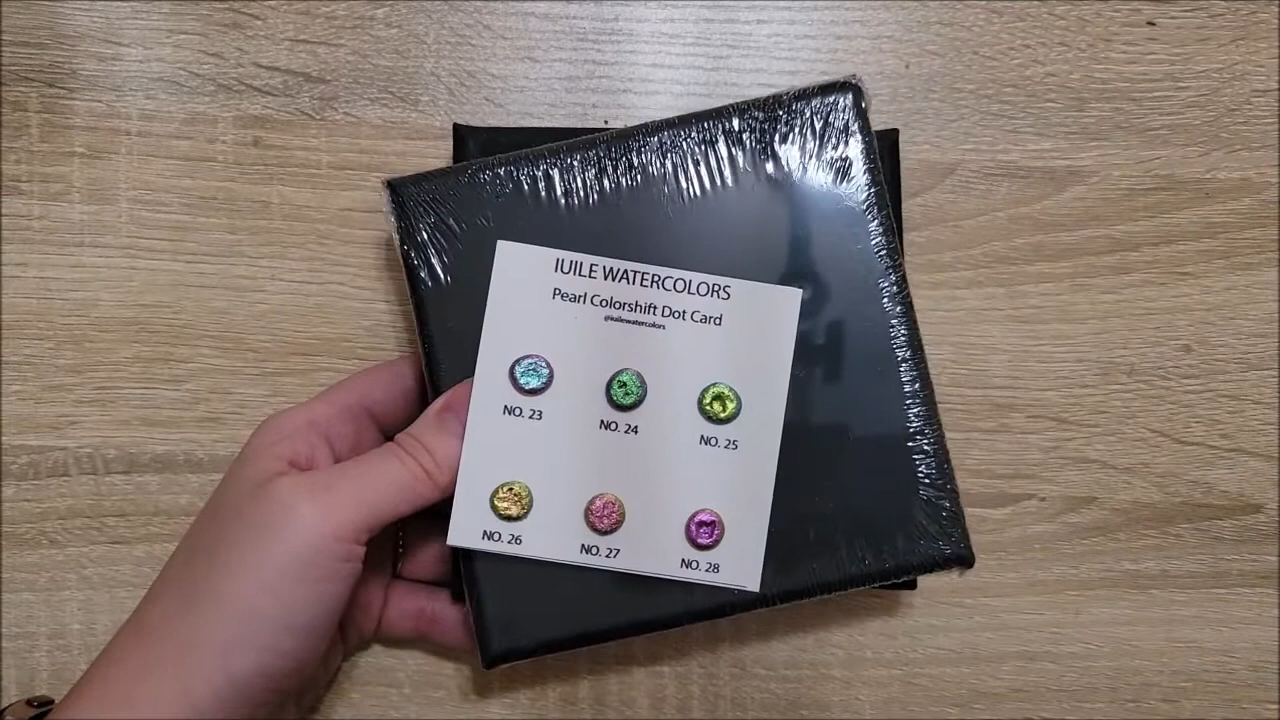 IUILE WATERCOLORS
Pearl Colorshift Dot Card
@iuilewatercolors
NO. 23 NO. 24 NO. 25
NO. 26 NO. 27 NO. 28